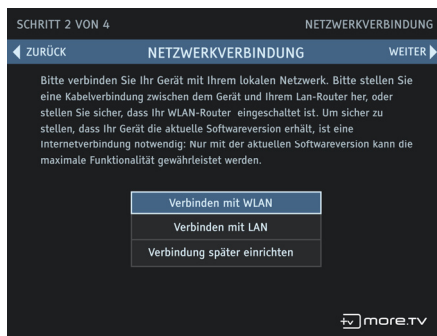 SCHRITT 2 VON 4 NETZWERKVERBINDUNG
ZURÜCK NETZWERKVERBINDUNG WEITER
Bitte verbinden Sie Ihr Gerät mit Ihrem lokalen Netzwerk. Bitte stellen Sie
eine Kabelverbindung zwischen dem Gerät und Ihrem Lan-Router her, oder
stellen Sie sicher, dass Ihr WLAN-Router eingeschaltet ist. Um sicher zu
stellen, dass Ihr Gerät die aktuelle Softwareversion erhält, ist eine
Internetverbindung notwendig: Nur mit der aktuellen Softwareversion kann die
maximale Funktionalität gewährleistet werden.
Verbinden mit WLAN
Verbinden mit LAN
Verbindung später einrichten
tv more.TV